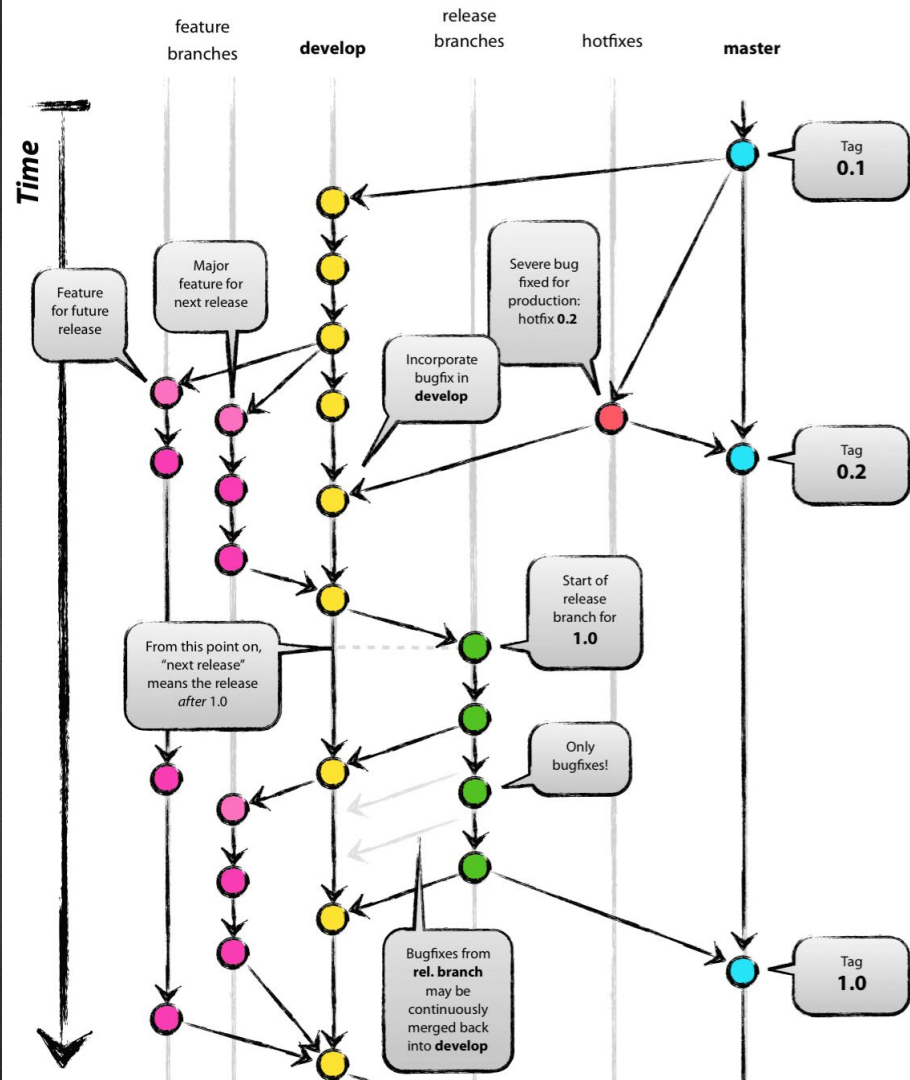 feature
branches
develop
release
branches
hotfixes
master
Time
Tag
0.1
Major
feature for
next release
Severe bug
fixed for
production:
hotfix 0.2
Feature
for future
release
Incorporate
bugfix in
develop
Tag
0.2
Start of
release
branch for
1.0
From this point on,
“next release”
means the release
after 1.0
Only
bugfixes!
Bugfixes from
rel. branch
may be
continuously
merged back
into develop
Tag
1.0